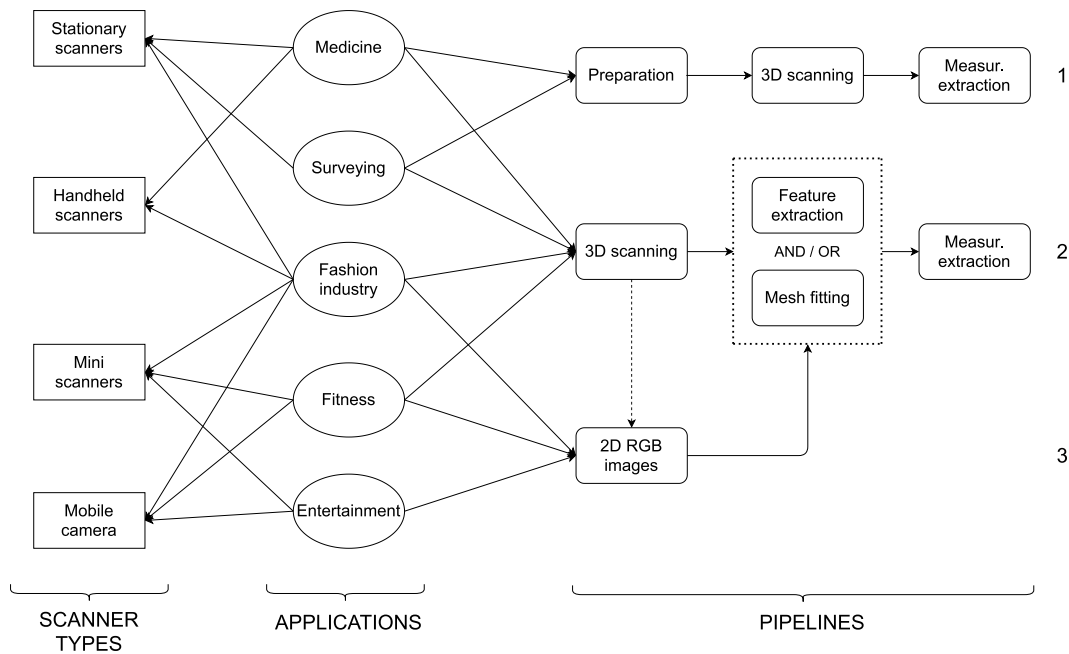 Stationary
scanners
Handheld
scanners
Mini
scanners
Mobile
camera
SCANNER
TYPES
Medicine
Surveying
Fashion
industry
Fitness
Entertainment
APPLICATIONS
Preparation
3D scanning
Measur.
extraction
1
3D scanning
Feature
extraction
AND / OR
Mesh fitting
Measur.
extraction
2
2D RGB
images
3
PIPELINES